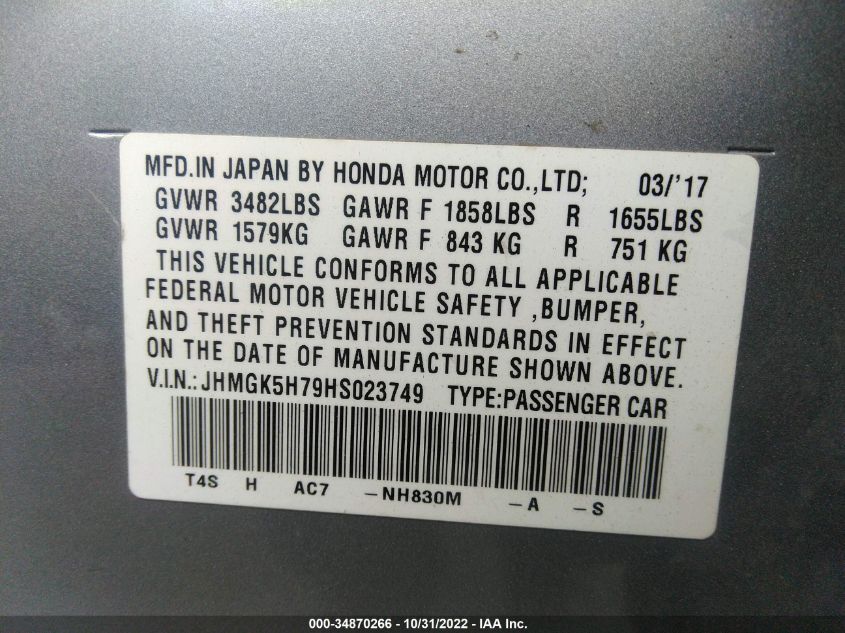 MFD.IN JAPAN BY HONDA MOTOR CO.,LTD; 03/'17
GVWR 3482LBS GAWR F 1858LBS R 1655LBS
GVWR 1579KG GAWR F 843 KG R 751 KG
THIS VEHICLE CONFORMS TO ALL APPLICABLE
FEDERAL MOTOR VEHICLE SAFETY ,BUMPER,
AND THEFT PREVENTION STANDARDS IN EFFECT
ON THE DATE OF MANUFACTURE SHOWN ABOVE.
V.I.N.: JHMGK5H79HS023749 TYPE:PASSENGER CAR
T4S H AC7 -NH830M -A -S
000-34870266 - 10/31/2022 - IAA Inc.